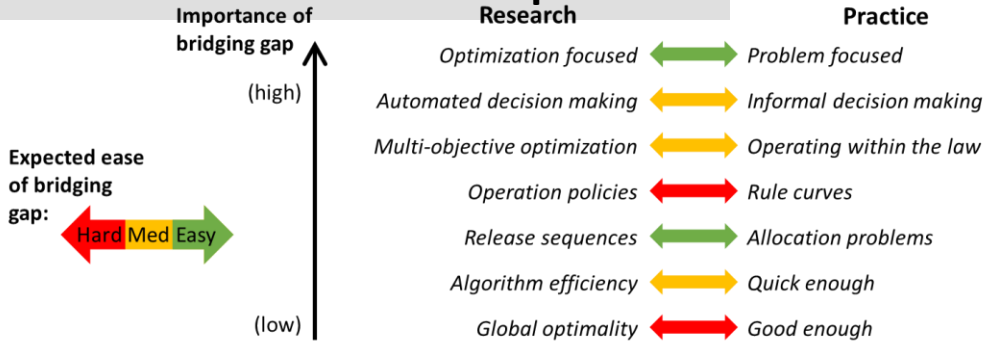 Importance of
bridging gap
Research
Practice
(high)
Optimization focused
Problem focused
Automated decision making
Informal decision making
Multi-objective optimization
Operating within the law
Expected ease
of bridging
gap:
Hard Med Easy
Operation policies
Rule curves
Release sequences
Allocation problems
Algorithm efficiency
Quick enough
(low)
Global optimality
Good enough